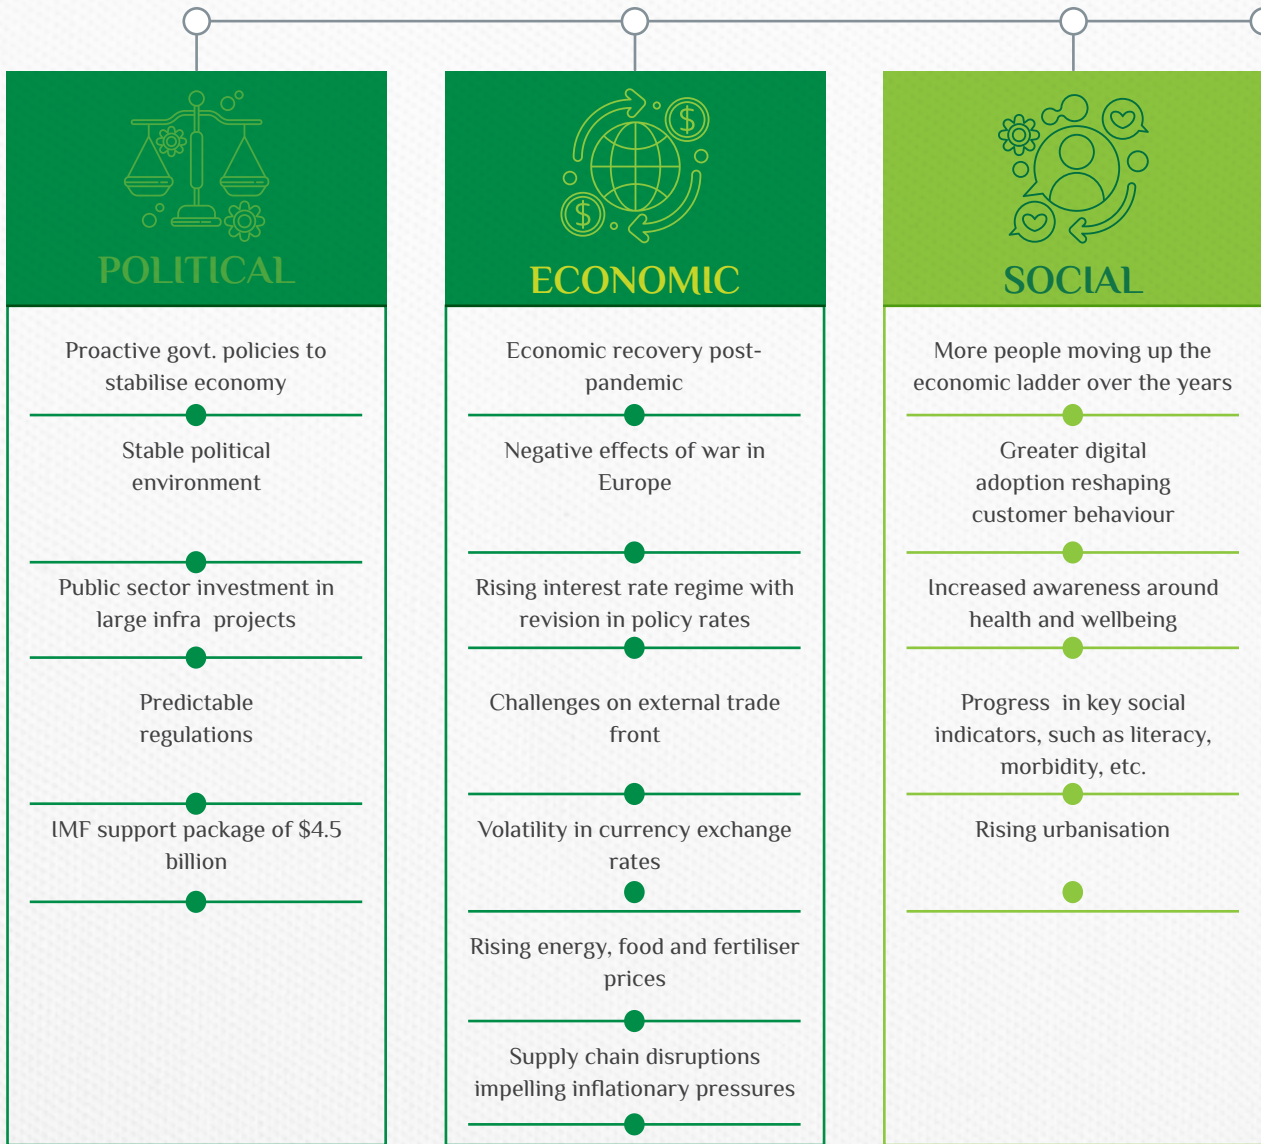 POLITICAL
Proactive govt. policies to
stabilise economy
Stable political
environment
Public sector investment in
large infra projects
Predictable
regulations
IMF support package of $4.5
billion
ECONOMIC
Economic recovery post-
pandemic
Negative effects of war in
Europe
Rising interest rate regime with
revision in policy rates
Challenges on external trade
front
Volatility in currency exchange
rates
Rising energy, food and fertiliser
prices
Supply chain disruptions
impelling inflationary pressures
SOCIAL
More people moving up the
economic ladder over the years
Greater digital
adoption reshaping
customer behaviour
Increased awareness around
health and wellbeing
Progress in key social
indicators, such as literacy,
morbidity, etc.
Rising urbanisation